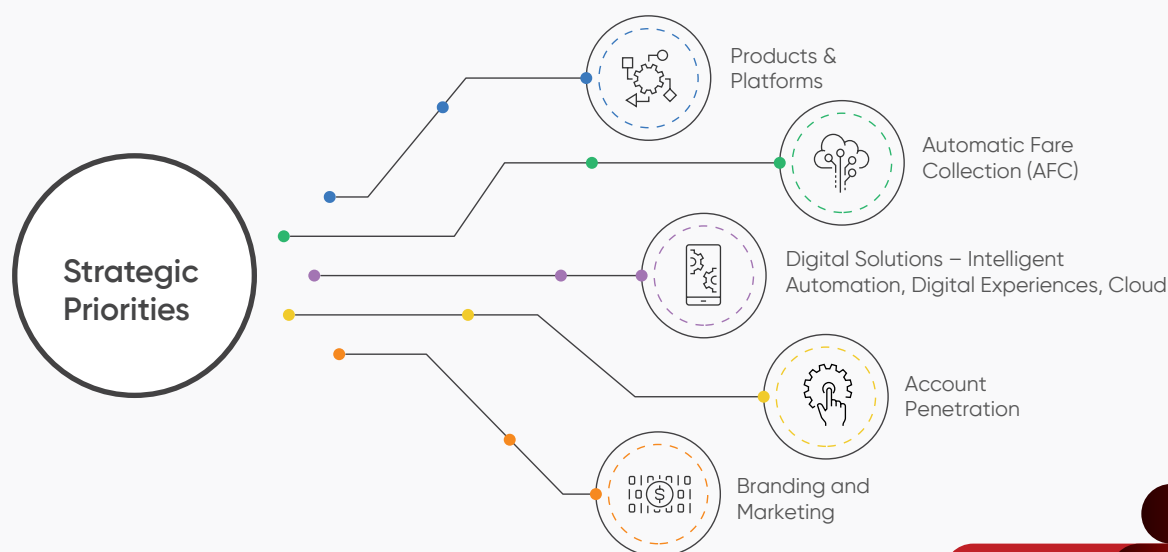 Products &
Platforms
Automatic Fare
Collection (AFC)
Strategic
Priorities
Digital Solutions – Intelligent
Automation, Digital Experiences, Cloud
Account
Penetration
Branding and
Marketing